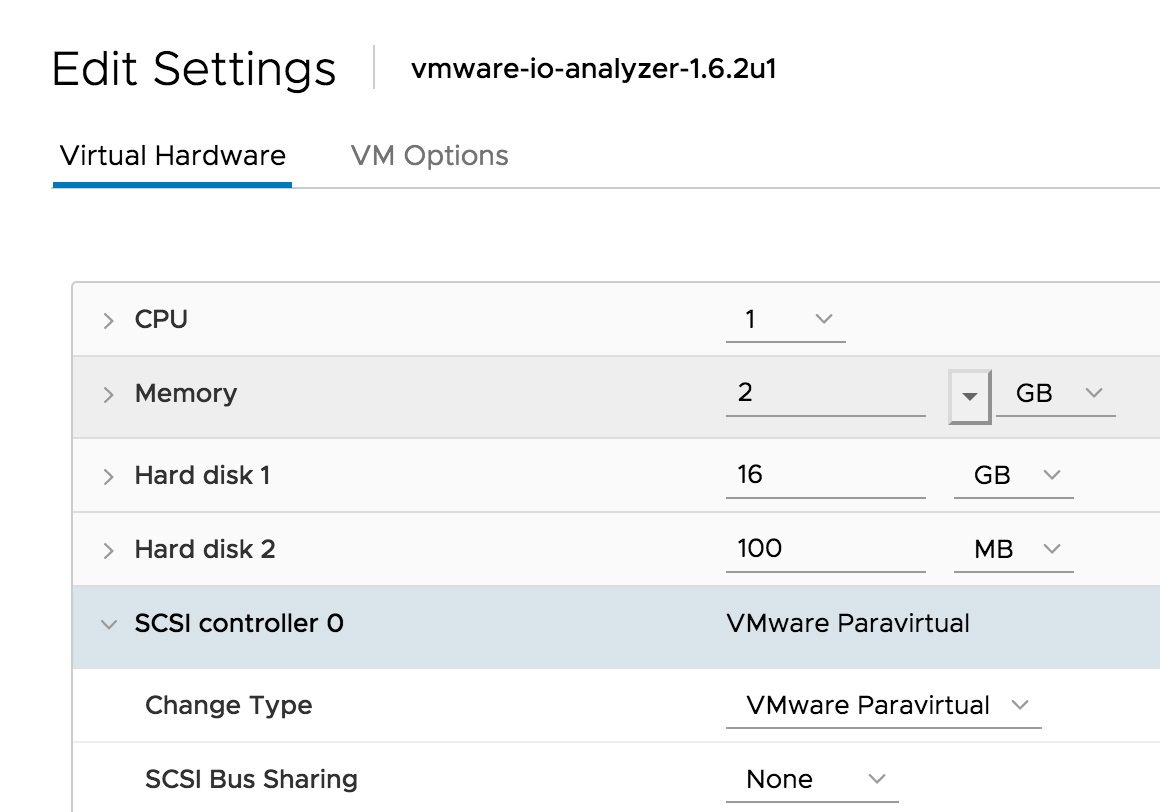 Edit Settings vmware-io-analyzer-1.6.2u1
Virtual Hardware VM Options
CPU 1
Memory 2 GB
Hard disk 1 16 GB
Hard disk 2 100 MB
SCSI controller 0 VMware Paravirtual
Change Type VMware Paravirtual
SCSI Bus Sharing None